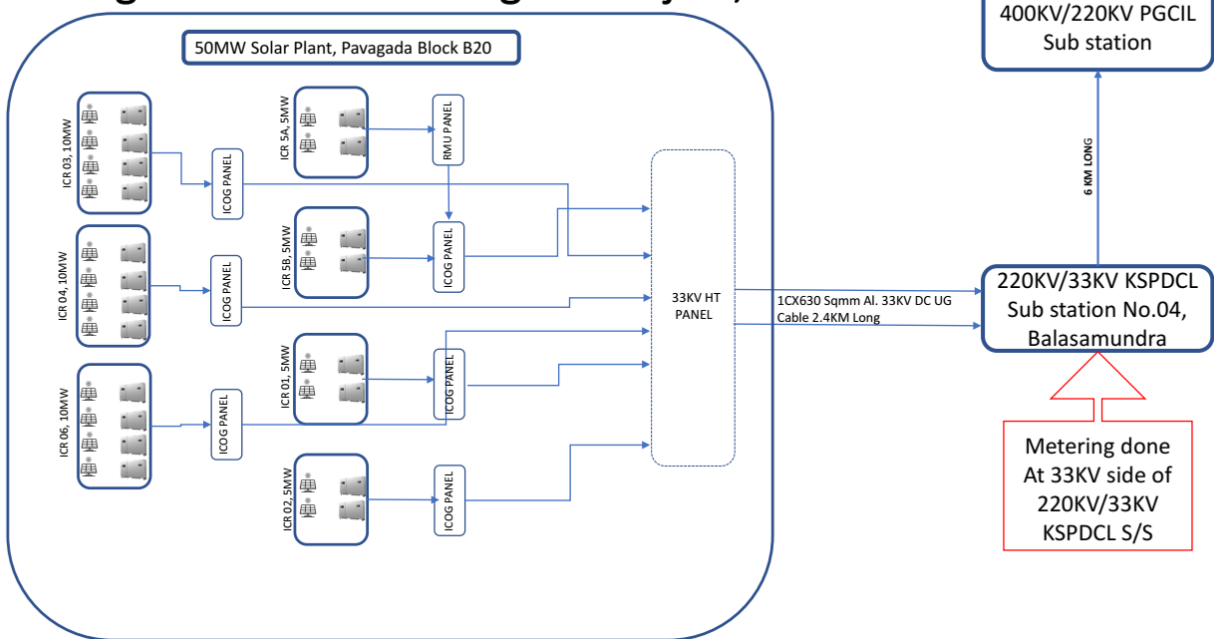 400KV/220KV PGCIL
Sub station
50MW Solar Plant, Pavagada Block B20
ICR 03, 10MW
ICOG PANEL
ICR 5A, 5MW
RMU PANEL
ICR 04, 10MW
ICOG PANEL
ICR 5B, 5MW
ICOG PANEL
ICR 06, 10MW
ICOG PANEL
ICR 01, 5MW
ICOG PANEL
ICR 02, 5MW
ICOG PANEL
33KV HT
PANEL
1CX630 Sqmm Al. 33KV DC UG
Cable 2.4KM Long
6 KM LONG
220KV/33KV KSPDCL
Sub station No.04,
Balasamundra
Metering done
At 33KV side of
220KV/33KV
KSPDCL S/S